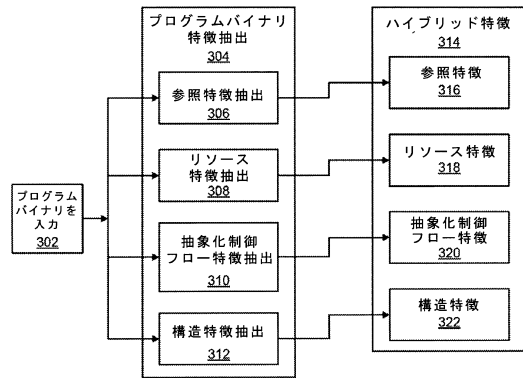 プログラム
バイナリを
入力
302
プログラムバイナリ
特徴抽出
304
参照特徴抽出
306
リソース
特徴抽出
308
抽象化制御
フロー特徴抽出
310
構造特徴抽出
312
ハイブリッド特徴
314
参照特徴
316
リソース特徴
318
抽象化制御
フロー特徴
320
構造特徴
322